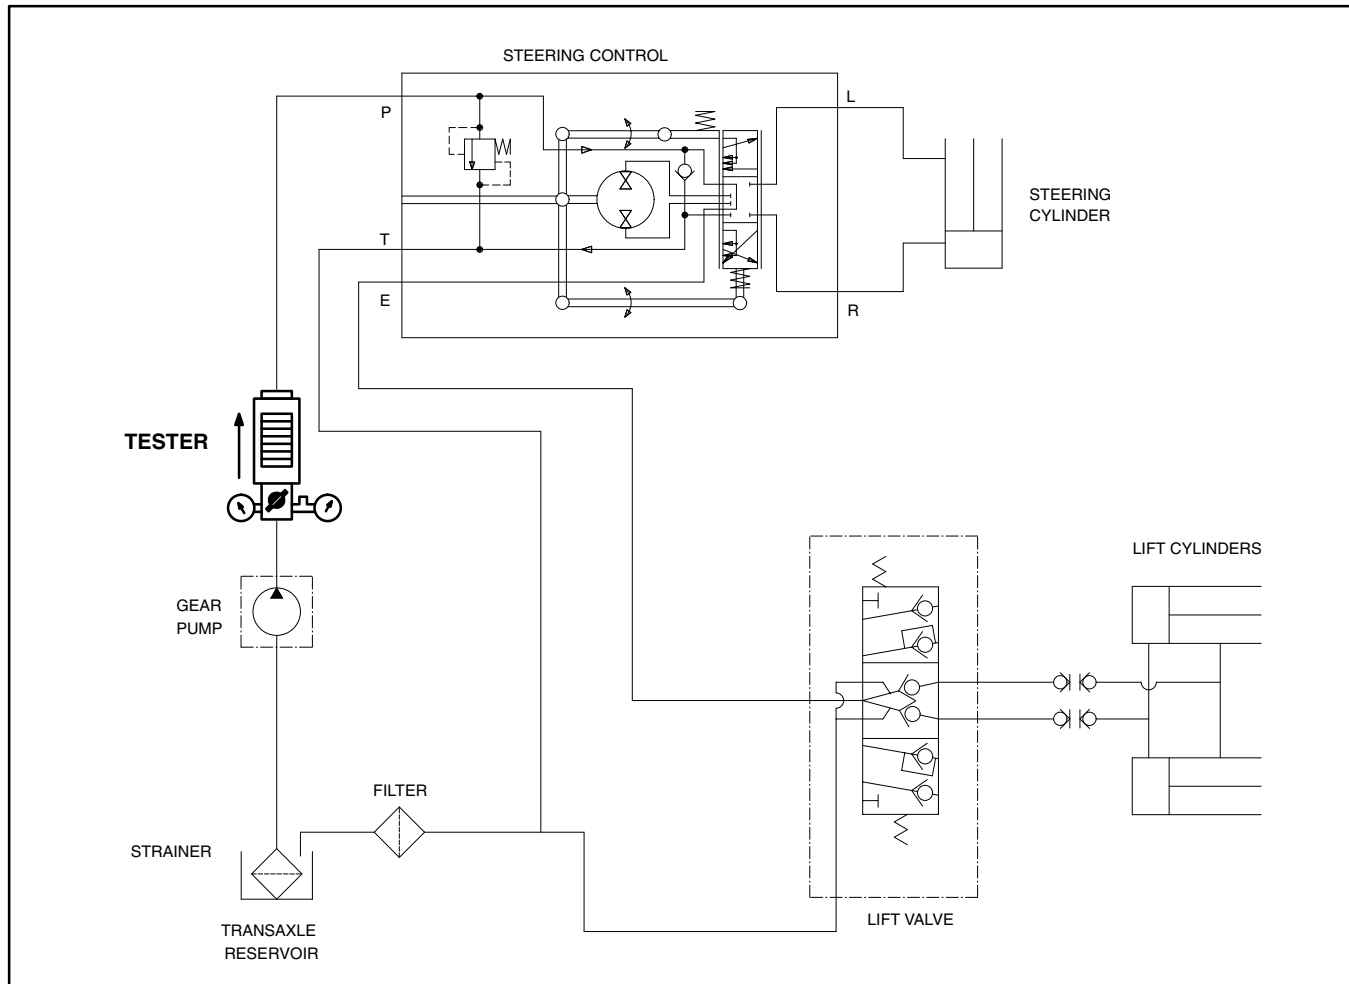 STEERING CONTROL
P
L
STEERING
CYLINDER
T
E
R
TESTER
LIFT CYLINDERS
GEAR
PUMP
FILTER
STRAINER
LIFT VALVE
TRANSAXLE
RESERVOIR